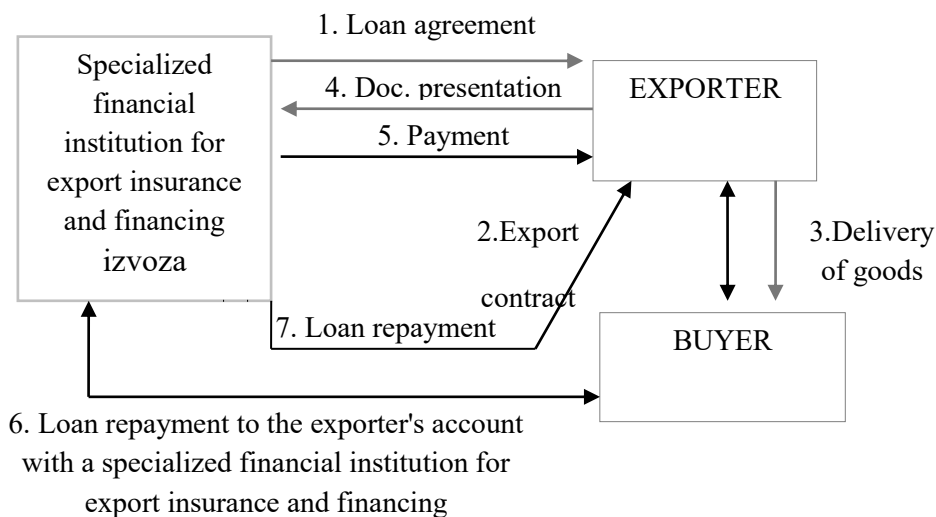 1. Loan agreement
Specialized
financial
institution for
export insurance
and financing
izvoza
4. Doc. presentation
EXPORTER
5. Payment
2.Export
contract
3.Delivery
of goods
7. Loan repayment
BUYER
6. Loan repayment to the exporter's account
with a specialized financial institution for
export insurance and financing